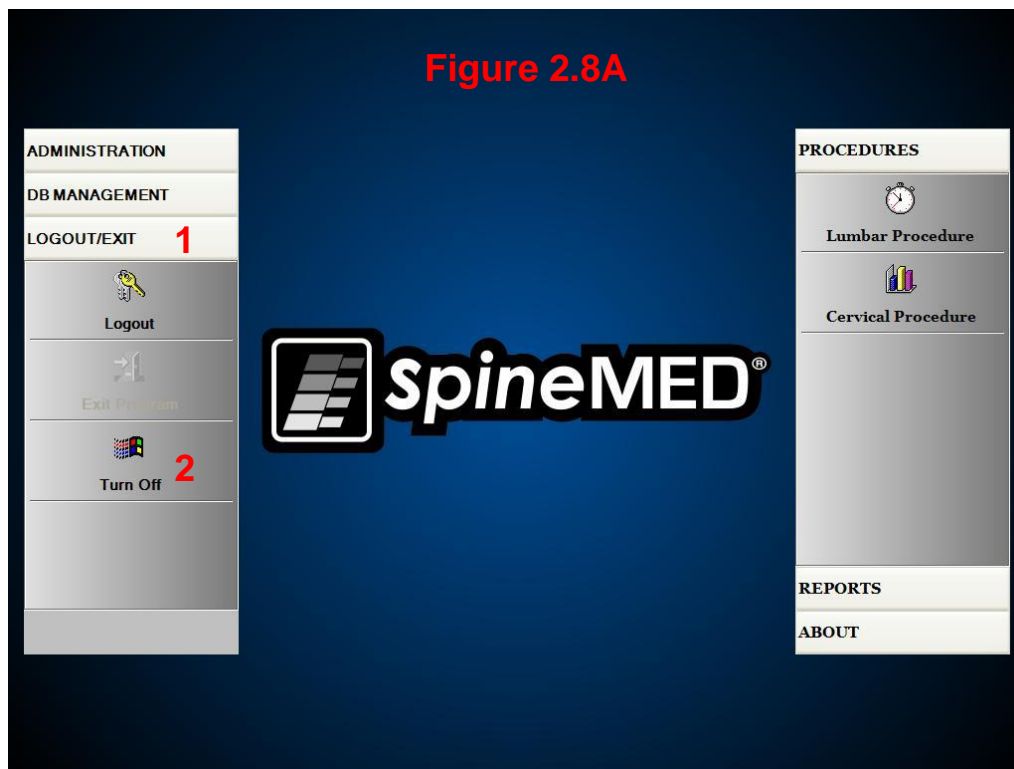 Figure 2.8A
ADMINISTRATION
DB MANAGEMENT
LOGOUT/EXIT 1
Logout
Exit Program
2
Turn Off
SpineMED®
PROCEDURES
Lumbar Procedure
Cervical Procedure
REPORTS
ABOUT